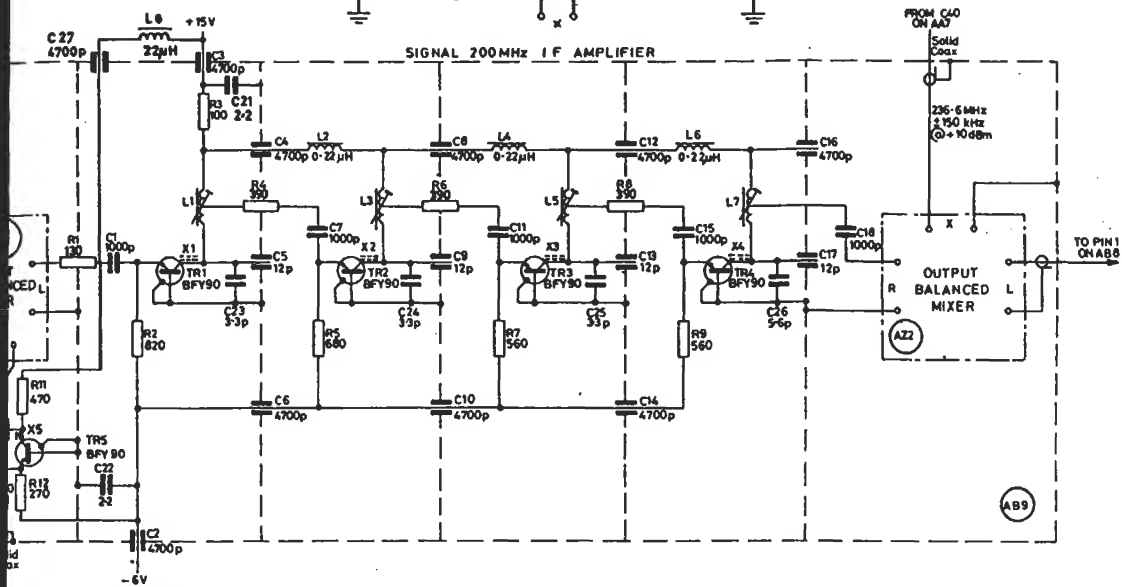 L8
+15V
C27
4700p
22µH
C3
4700p
C21
2·2
R3
100
SIGNAL 200MHz I F AMPLIFIER
X
FROM C40
ON AA7
Solid
Coax
236·6MHz
±150 kHz
@+10dBm
C4
4700p
L2
0·22µH
C8
4700p
L4
0·22µH
C12
4700p
L6
0·22µH
C16
4700p
L1
R4
390
C7
1000p
L3
R6
390
C11
1000p
L5
R8
390
C15
1000p
L7
C18
1000p
R1
130
C1
1000p
X1
TR1
BFY90
C5
12p
C23
3·3p
X2
TR2
BFY90
C9
12p
C24
3·3p
X3
TR3
BFY90
C13
12p
C25
3·3p
X4
TR4
BFY90
C17
12p
C26
5·6p
X
R
OUTPUT
BALANCED
MIXER
L
AZ2
TO PIN 1
ON AB8
L
R2
820
R5
680
R7
560
R9
560
C6
4700p
C10
4700p
C14
4700p
R11
470
X5
TR5
BFY90
C22
2·2
R12
270
C2
4700p
-6V
AB9